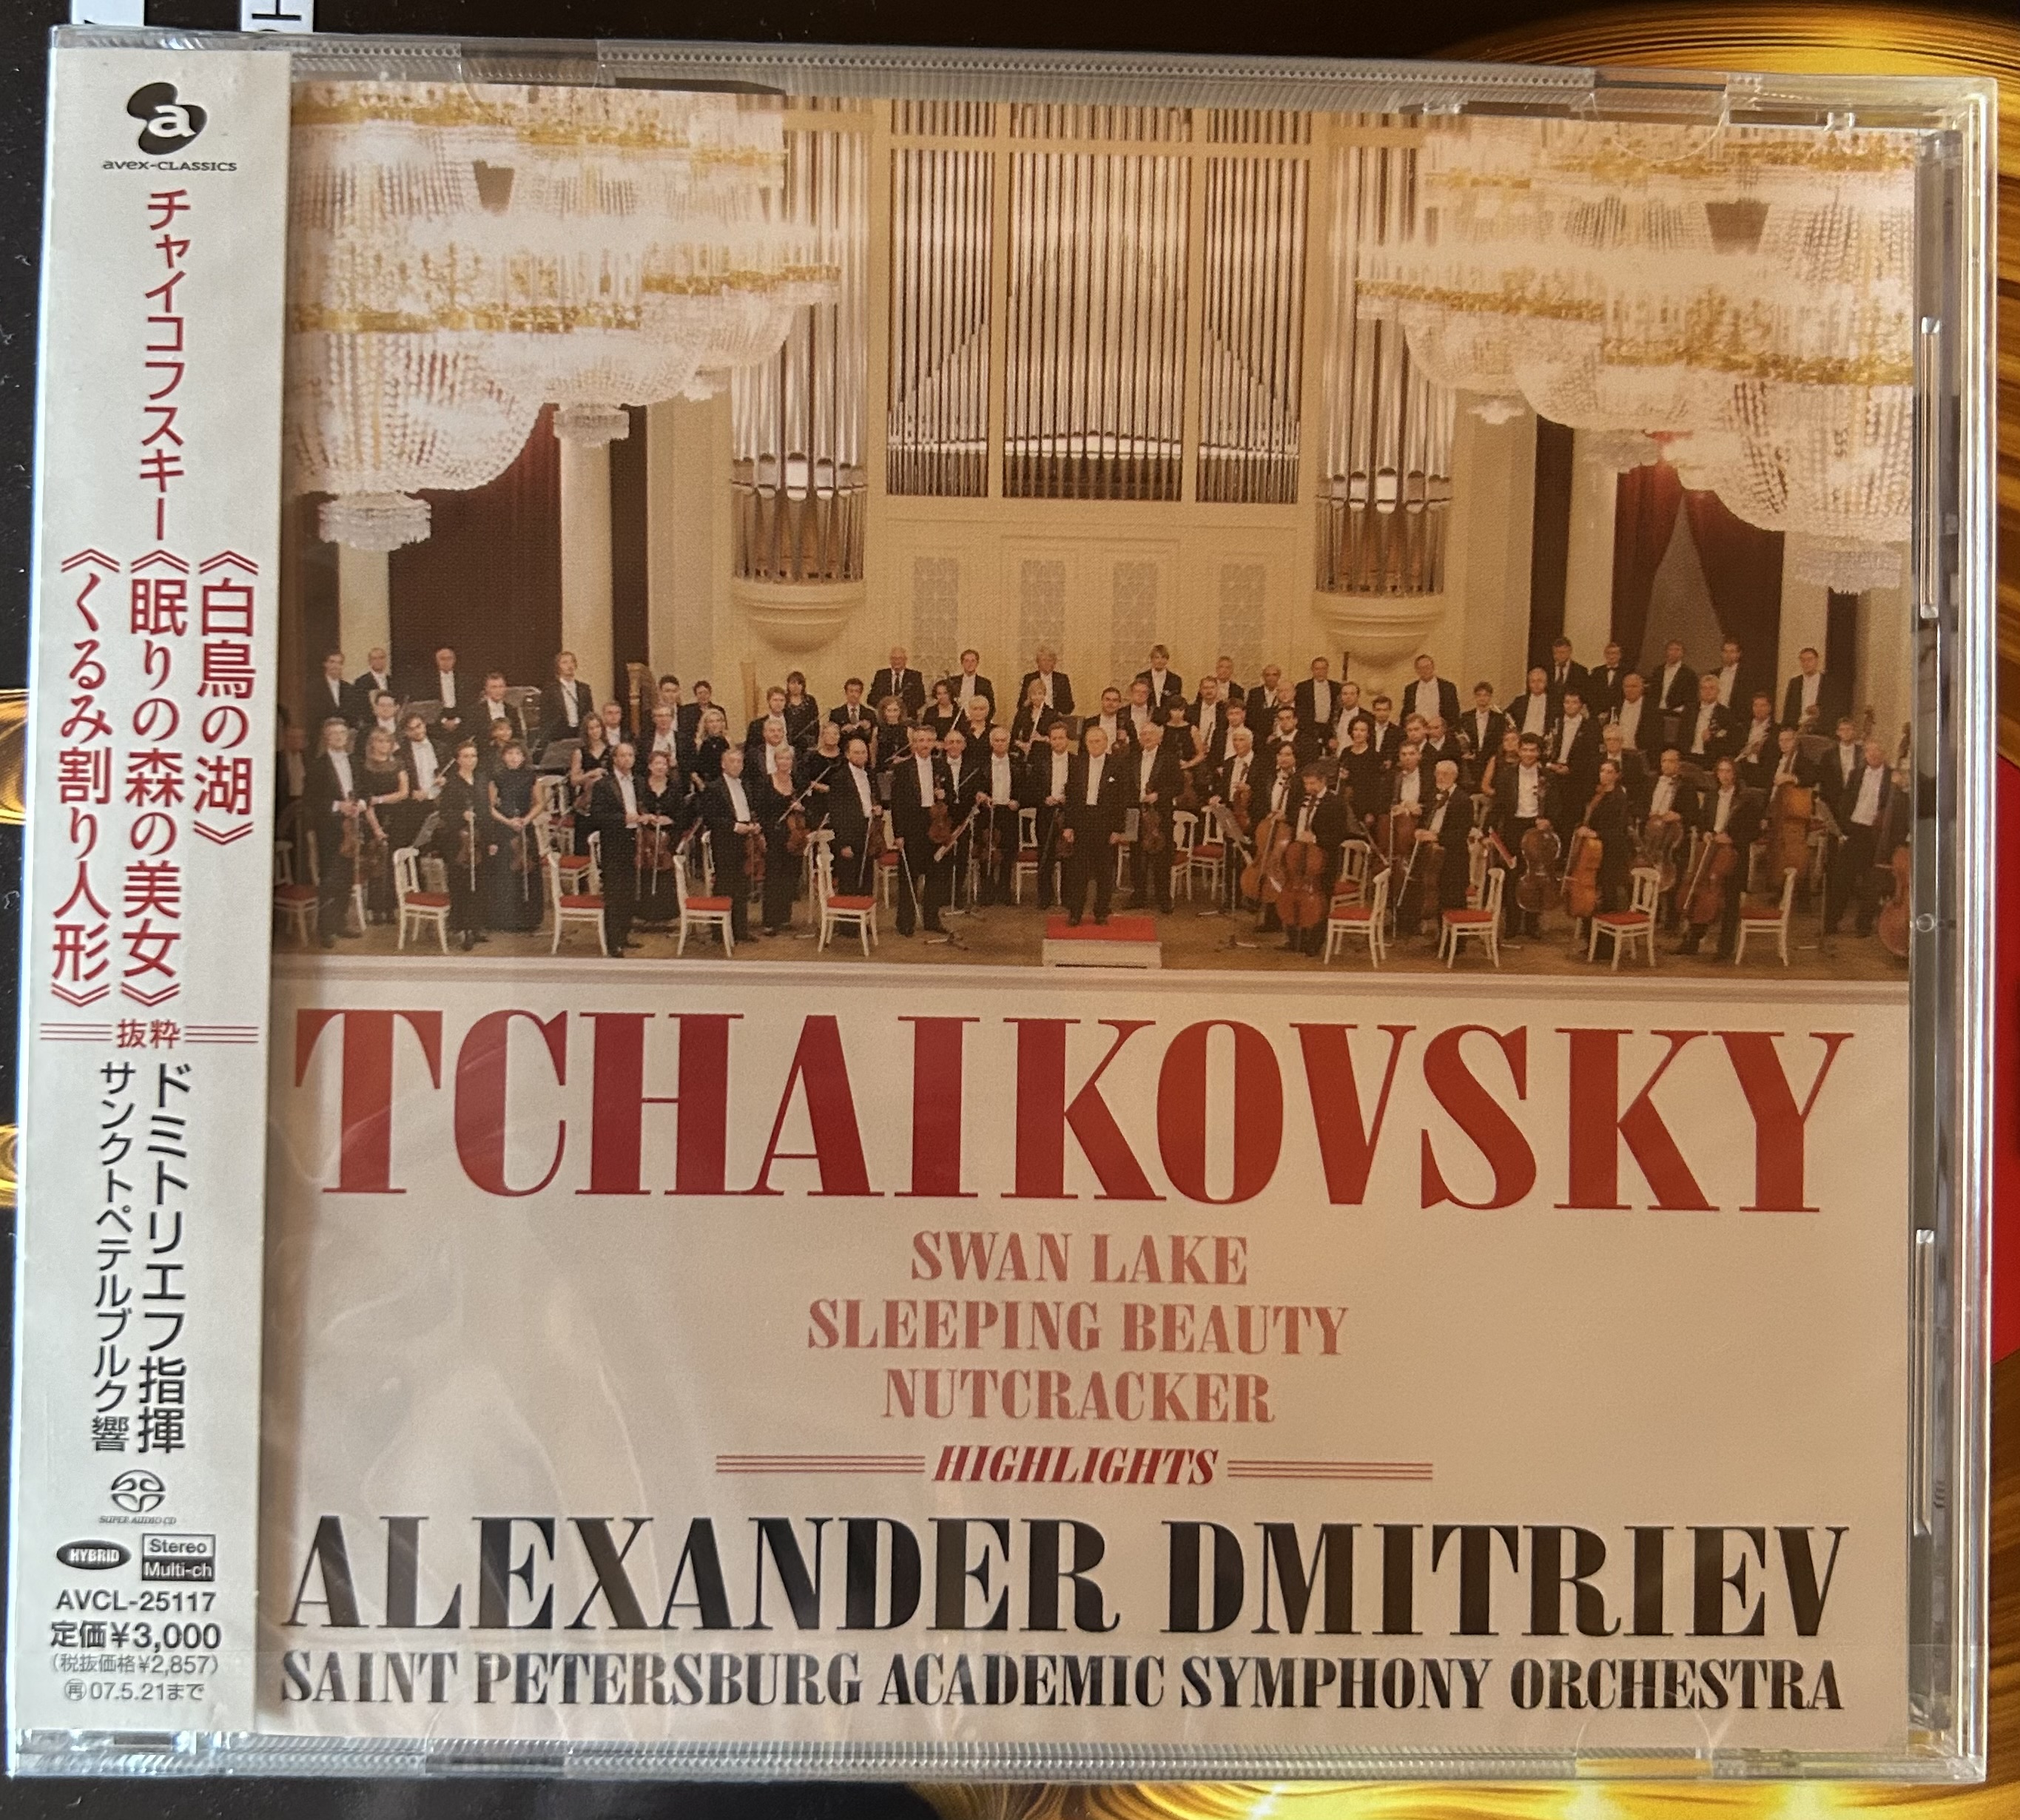 a
avex-CLASSICS
チャイコフスキー
《白鳥の湖》
《眠りの森の美女》
《くるみ割り人形》
抜粋
ドミトリエフ指揮
サンクトペテルブルク響
SUPER AUDIO CD
HYBRID
Stereo
Multi-ch
AVCL-25117
定価¥3,000
(税抜価格¥2,857)
㊢07.5.21まで
TCHAIKOVSKY
SWAN LAKE
SLEEPING BEAUTY
NUTCRACKER
HIGHLIGHTS
ALEXANDER DMITRIEV
SAINT PETERSBURG ACADEMIC SYMPHONY ORCHESTRA